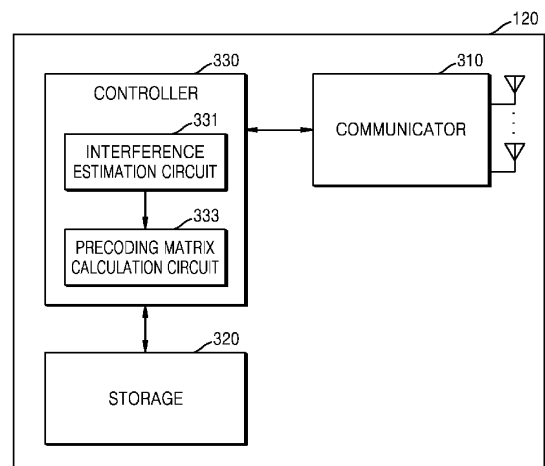 120
330
CONTROLLER
331
INTERFERENCE
ESTIMATION CIRCUIT
333
PRECODING MATRIX
CALCULATION CIRCUIT
310
COMMUNICATOR
320
STORAGE